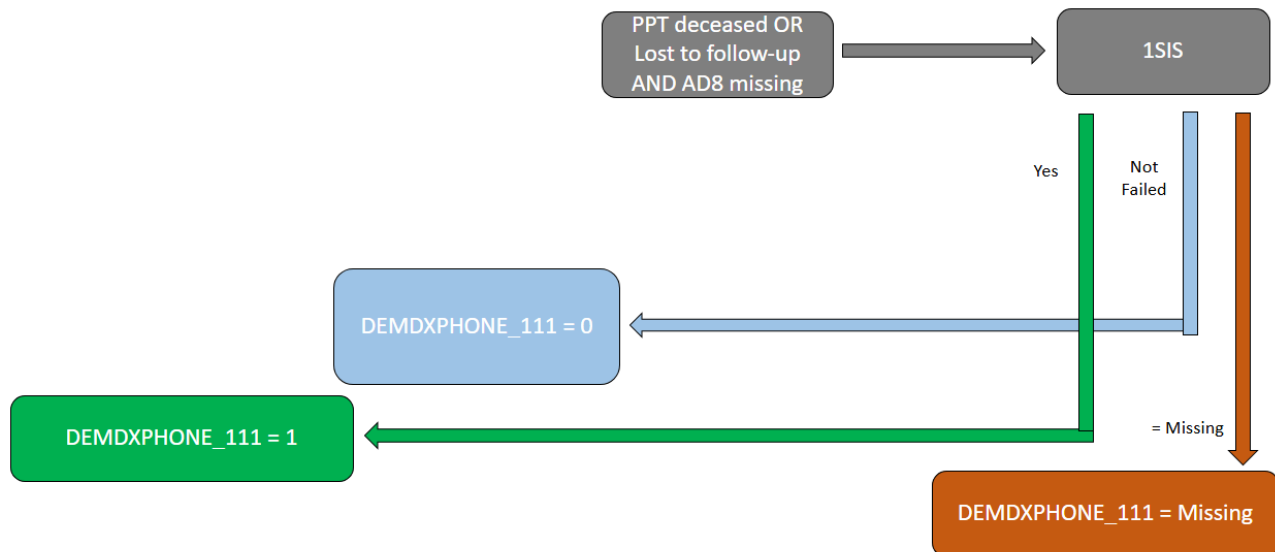 PPT deceased OR
Lost to follow-up
AND AD8 missing
1SIS
Yes
Not
Failed
DEMDXPHONE_111 = 0
DEMDXPHONE_111 = 1
= Missing
DEMDXPHONE_111 = Missing